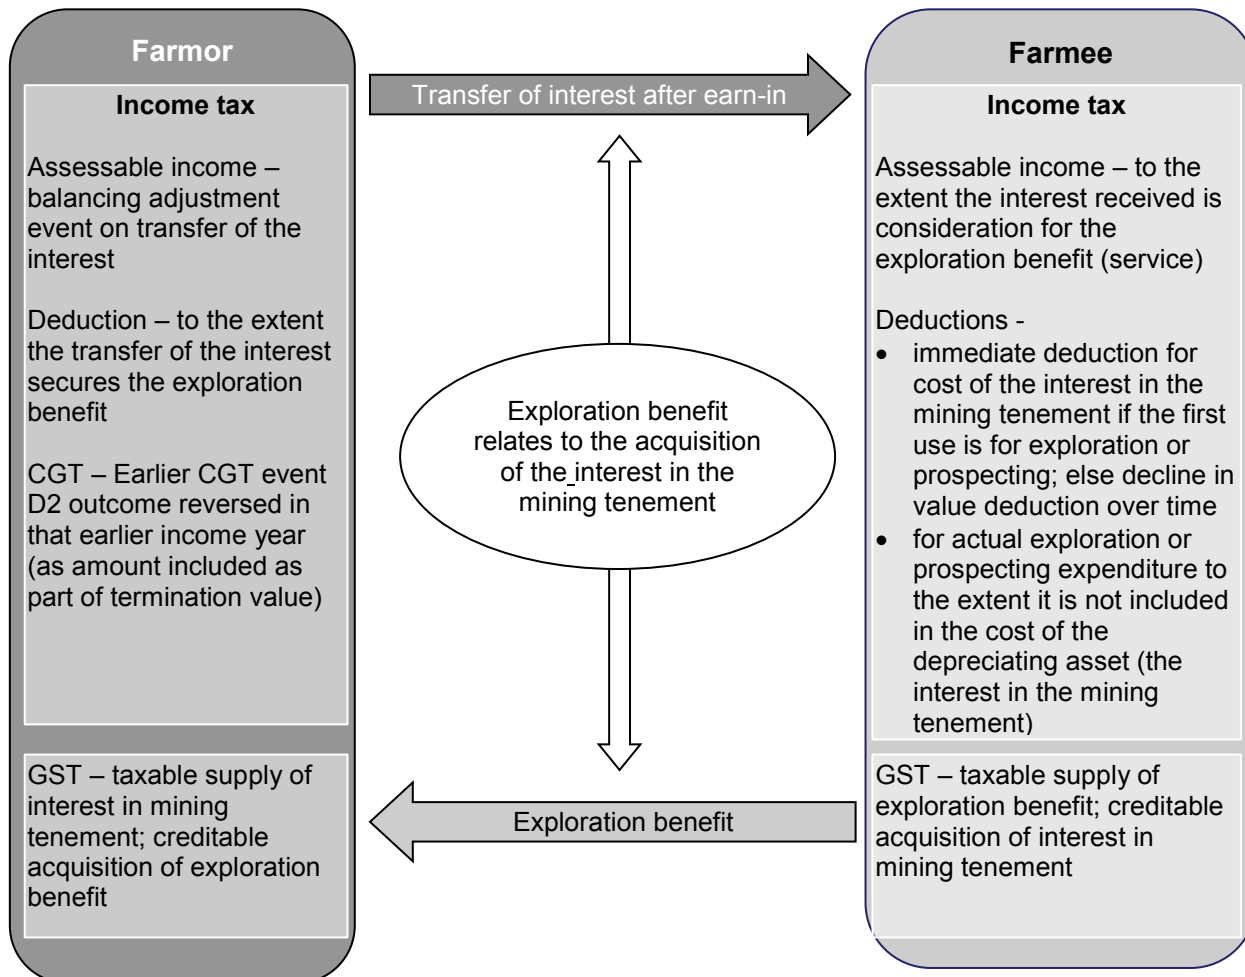 Farmor
Income tax
Assessable income –
balancing adjustment
event on transfer of the
interest
Deduction – to the extent
the transfer of the interest
secures the exploration
benefit
CGT – Earlier CGT event
D2 outcome reversed in
that earlier income year
(as amount included as
part of termination value)
GST – taxable supply of
interest in mining
tenement; creditable
acquisition of exploration
benefit
Transfer of interest after earn-in
Exploration benefit
relates to the acquisition
of the interest in the
mining tenement
Exploration benefit
Farmee
Income tax
Assessable income – to the
extent the interest received is
consideration for the
exploration benefit (service)
Deductions -
• immediate deduction for
cost of the interest in the
mining tenement if the first
use is for exploration or
prospecting; else decline in
value deduction over time
• for actual exploration or
prospecting expenditure to
the extent it is not included
in the cost of the
depreciating asset (the
interest in the mining
tenement)
GST – taxable supply of
exploration benefit; creditable
acquisition of interest in
mining tenement